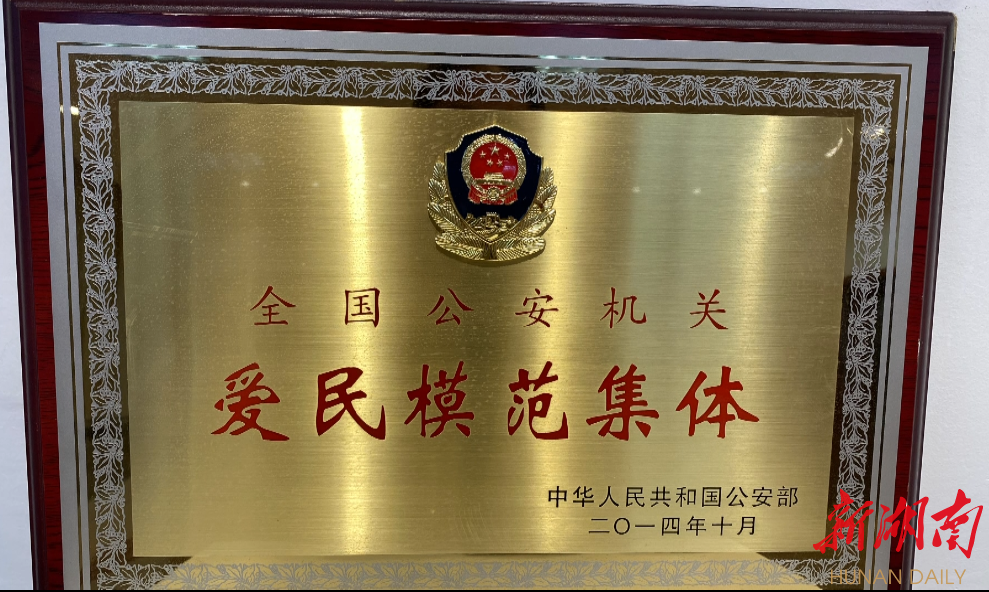 全国公安机关
爱民模范集体
中华人民共和国公安部
二〇一四年十月
新湖南
HUNAN DAILY